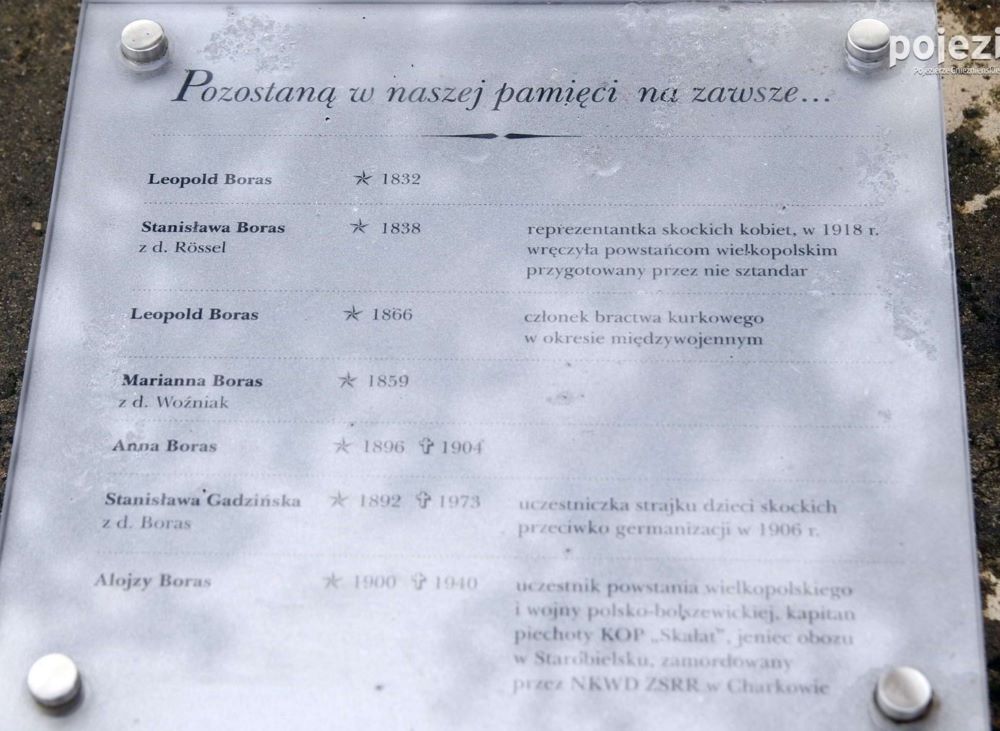 pojezi
Pojezierze Gnieźnieńskie
Pozostaną w naszej pamięci na zawsze...
Leopold Boras ✶ 1832
Stanisława Boras ✶ 1838 reprezentantka skockich kobiet, w 1918 r.
z d. Rössel wręczyła powstańcom wielkopolskim
przygotowany przez nie sztandar
Leopold Boras ✶ 1866 członek bractwa kurkowego
w okresie międzywojennym
Marianna Boras ✶ 1859
z d. Woźniak
Anna Boras ✶ 1896 ✞ 1904
Stanisława Gadzińska ✶ 1892 ✞ 1973 uczestniczka strajku dzieci skockich
z d. Boras przeciwko germanizacji w 1906 r.
Alojzy Boras ✶ 1900 ✞ 1940 uczestnik powstania wielkopolskiego
i wojny polsko-bolszewickiej, kapitan
piechoty KOP „Skałat”, jeniec obozu
w Starobielsku, zamordowany
przez NKWD ZSRR w Charkowie